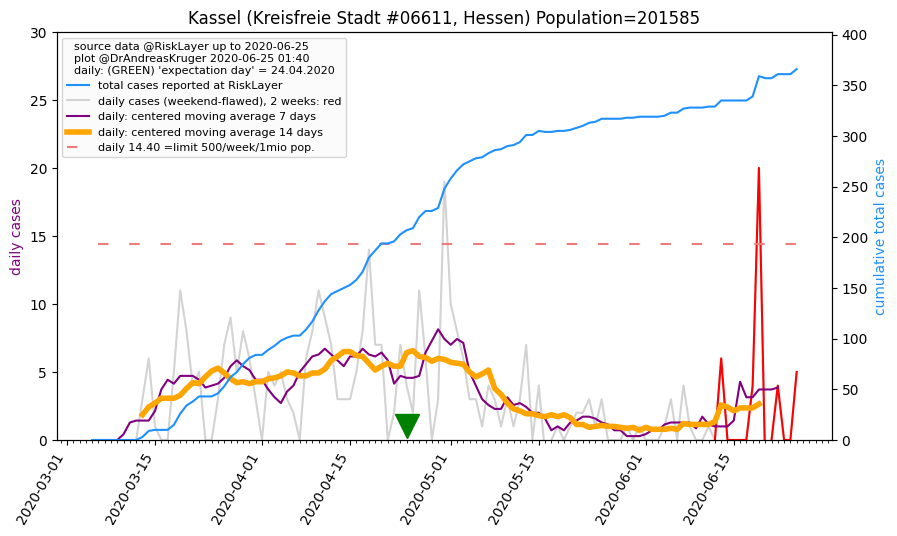 Kassel (Kreisfreie Stadt #06611, Hessen) Population=201585
source data @RiskLayer up to 2020-06-25
plot @DrAndreasKruger 2020-06-25 01:40
daily: (GREEN) 'expectation day' = 24.04.2020
total cases reported at RiskLayer
daily cases (weekend-flawed), 2 weeks: red
daily: centered moving average 7 days
daily: centered moving average 14 days
daily 14.40 =limit 500/week/1mio pop.
daily cases
30
25
20
15
10
5
0
400
350
300
250
200
150
100
50
0
cumulative total cases
2020-03-01
2020-03-15
2020-04-01
2020-04-15
2020-05-01
2020-05-15
2020-06-01
2020-06-15